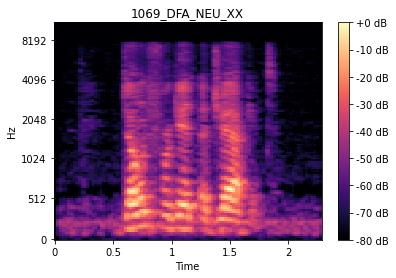 1069_DFA_NEU_XX
+0 dB
8192
-10 dB
4096
-20 dB
-30 dB
Hz
2048
-40 dB
1024
-50 dB
-60 dB
512
-70 dB
0
-80 dB
0
0.5
1
1.5
2
Time